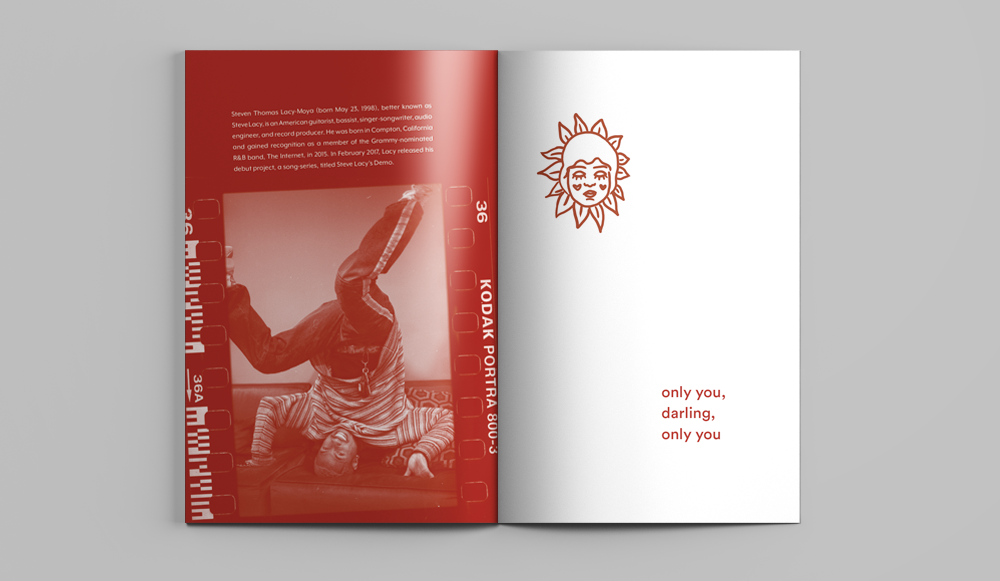 Steven Thomas Lacy-Moya (born May 23, 1998), better known as
Steve Lacy, is an American guitarist, bassist, singer-songwriter, audio
engineer, and record producer. He was born in Compton, California
and gained recognition as a member of the Grammy-nominated
R&B band, The Internet, in 2015. In February 2017, Lacy released his
debut project, a song-series, titled Steve Lacy's Demo.
36
36
KODAK PORTRA 800-3
36A
only you,
darling,
only you